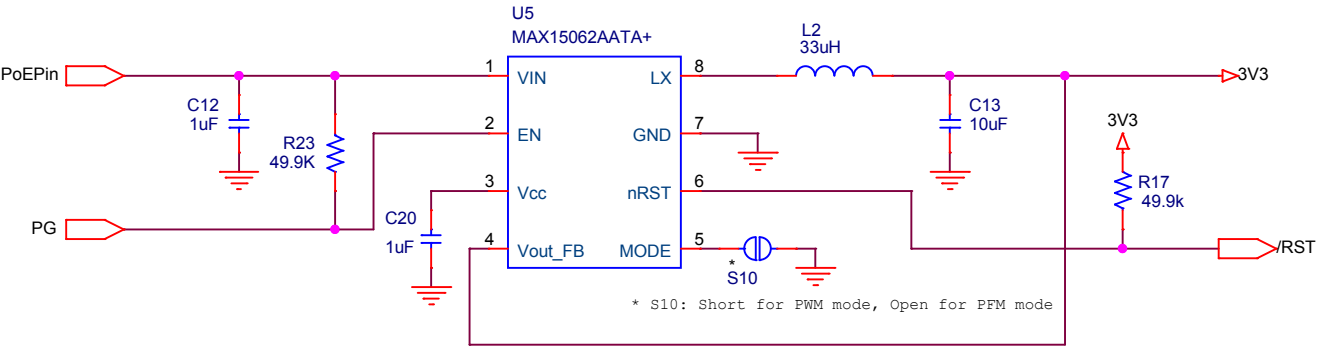 U5
MAX15062AATA+
L2
33uH
PoEPin
1
VIN
LX
8
3V3
C12
1uF
C13
10uF
3V3
2
EN
GND
7
R23
49.9K
3
Vcc
nRST
6
R17
49.9k
PG
C20
1uF
4
Vout_FB
MODE
5
*
S10
/RST
* S10: Short for PWM mode, Open for PFM mode